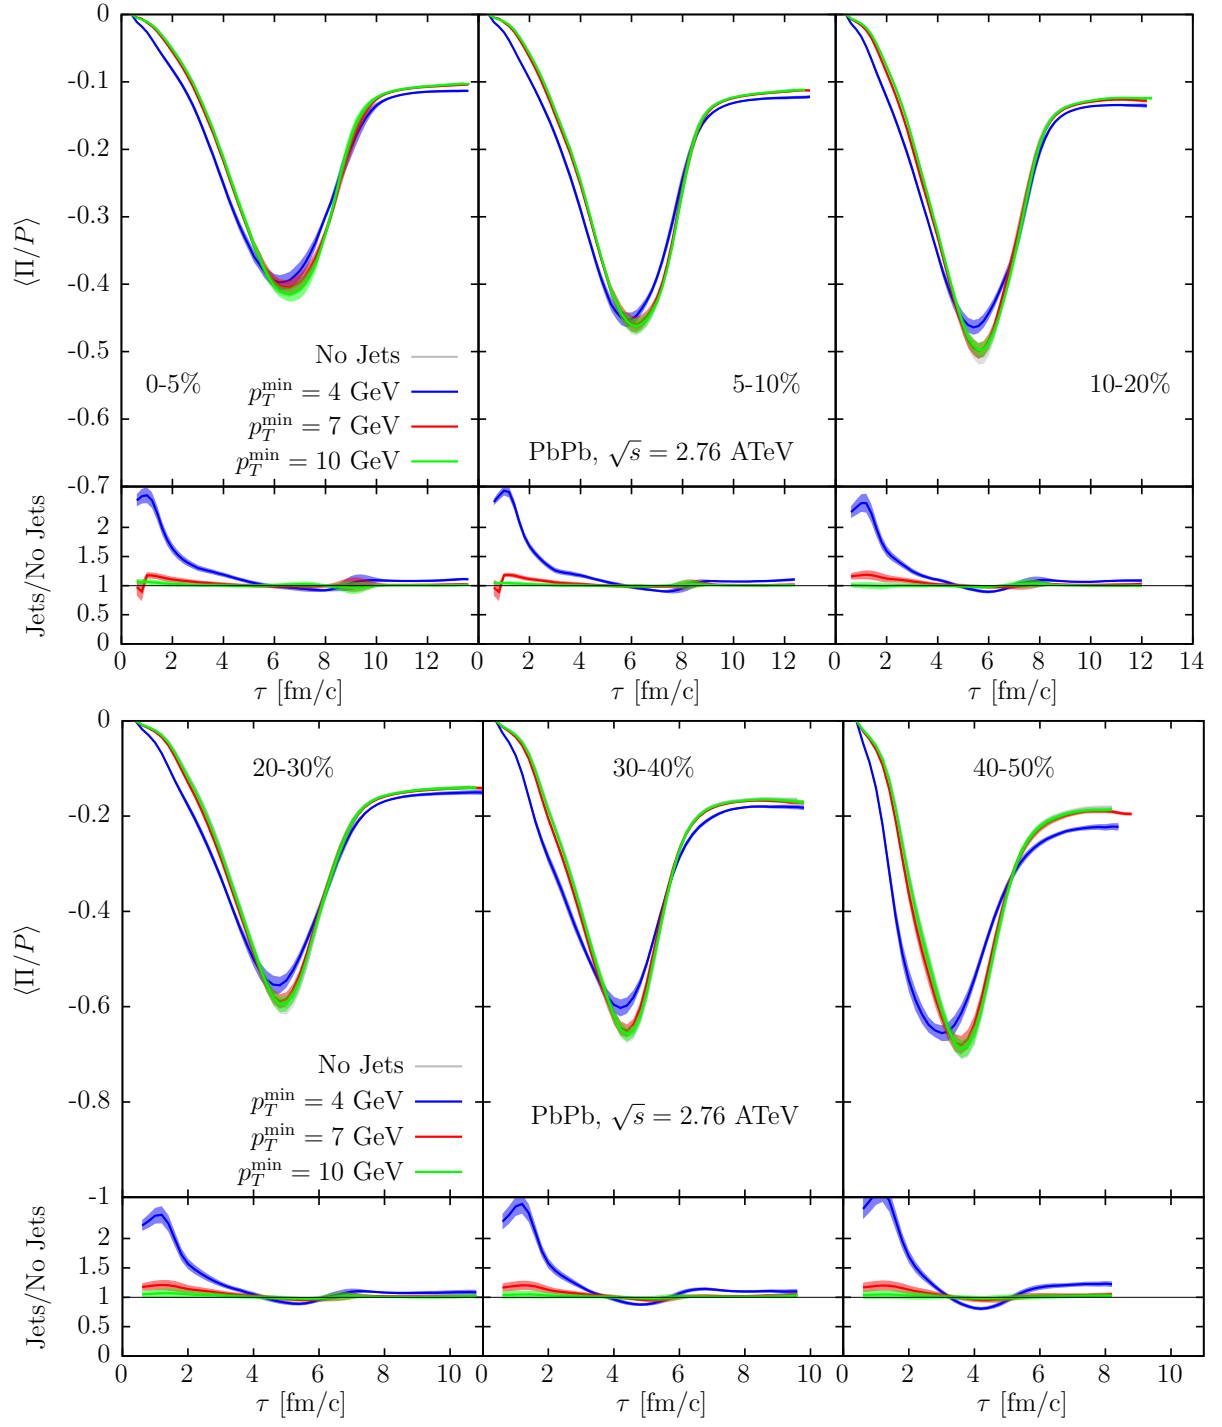 0
-0.1
-0.2
-0.3
-0.4
-0.5
-0.6
-0.7
⟨Π/P⟩
0-5%
No Jets
p_T^min = 4 GeV
p_T^min = 7 GeV
p_T^min = 10 GeV
5-10%
PbPb, √s = 2.76 ATeV
10-20%
Jets/No Jets
2
1.5
1
0.5
0
0 2 4 6 8 10 12 0 2 4 6 8 10 12 0 2 4 6 8 10 12 14
τ [fm/c] τ [fm/c] τ [fm/c]
0
-0.2
-0.4
-0.6
-0.8
-1
⟨Π/P⟩
20-30%
No Jets
p_T^min = 4 GeV
p_T^min = 7 GeV
p_T^min = 10 GeV
30-40%
PbPb, √s = 2.76 ATeV
40-50%
Jets/No Jets
2
1.5
1
0.5
0
0 2 4 6 8 10 0 2 4 6 8 10 0 2 4 6 8 10
τ [fm/c] τ [fm/c] τ [fm/c]